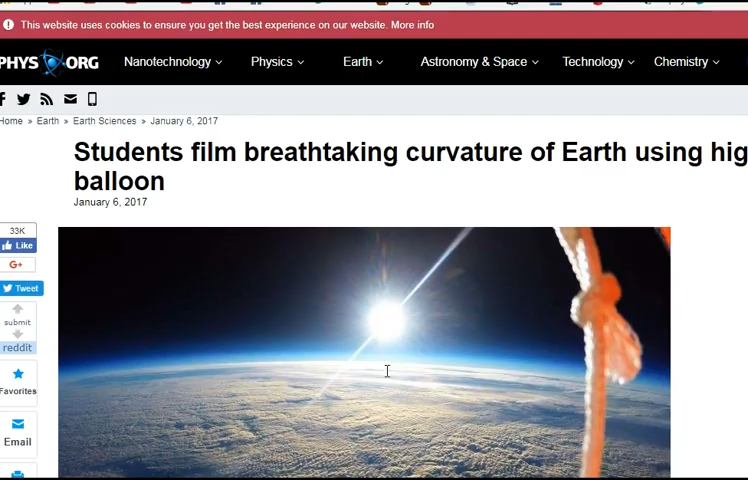 This website uses cookies to ensure you get the best experience on our website. More info
PHYS ORG Nanotechnology Physics Earth Astronomy & Space Technology Chemistry
Home » Earth » Earth Sciences » January 6, 2017
Students film breathtaking curvature of Earth using
balloon
January 6, 2017
33K
Like
G+
Tweet
submit
reddit
Favorites
Email